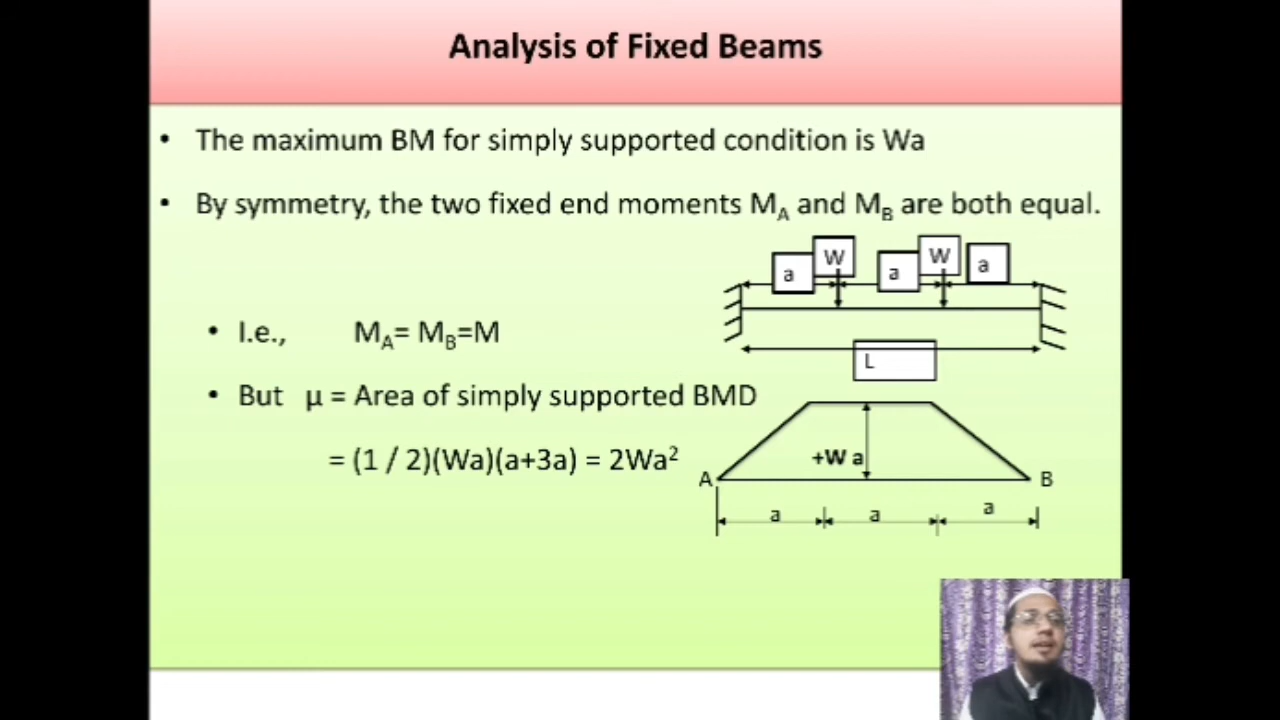 Analysis of Fixed Beams
• The maximum BM for simply supported condition is Wa
• By symmetry, the two fixed end moments MA and MB are both equal.
a W a W a
• I.e., MA= MB=M
L
• But μ = Area of simply supported BMD
= (1 / 2)(Wa)(a+3a) = 2Wa²
+W a
A B
a a a